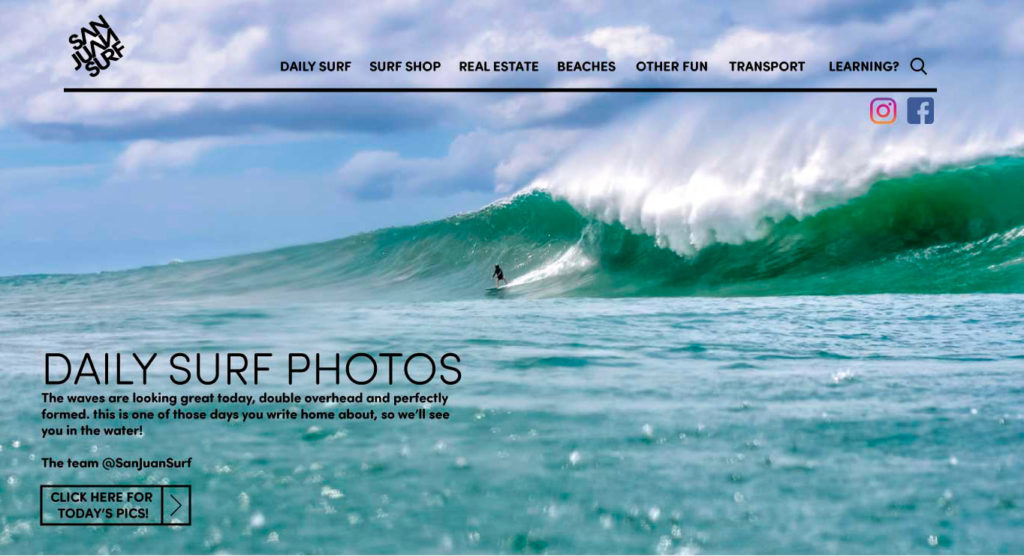 SAN
JUAN
SURF
DAILY SURF SURF SHOP REAL ESTATE BEACHES OTHER FUN TRANSPORT LEARNING?
DAILY SURF PHOTOS
The waves are looking great today, double overhead and perfectly
formed. this is one of those days you write home about, so we'll see
you in the water!
The team @SanJuanSurf
CLICK HERE FOR
TODAY'S PICS!